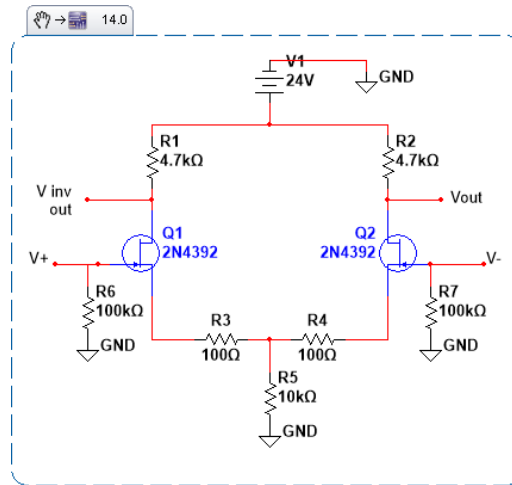 14.0
V1
24V
GND
R1
4.7kΩ
R2
4.7kΩ
V inv
out
Vout
Q1
2N4392
Q2
2N4392
V+
V-
R6
100kΩ
R7
100kΩ
R3
100Ω
R4
100Ω
GND
GND
R5
10kΩ
GND